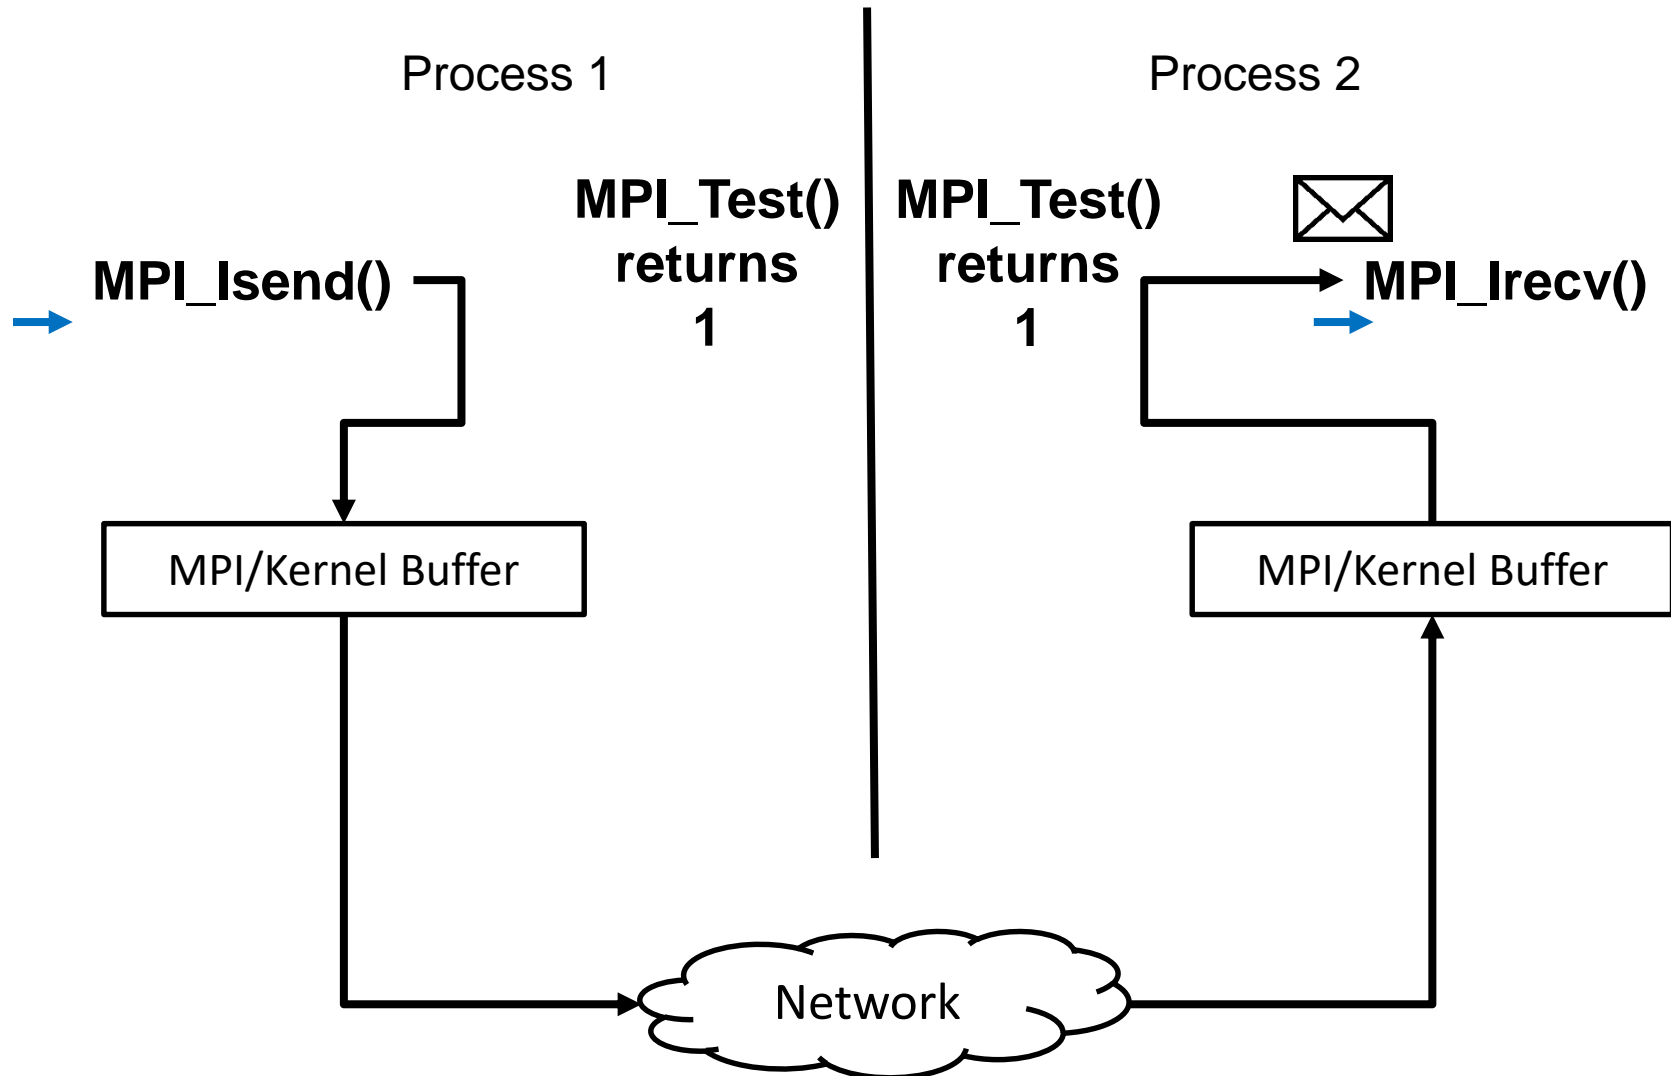 Process 1
Process 2
MPI_Test()
returns
1
MPI_Test()
returns
1
MPI_Isend()
MPI_Irecv()
MPI/Kernel Buffer
MPI/Kernel Buffer
Network